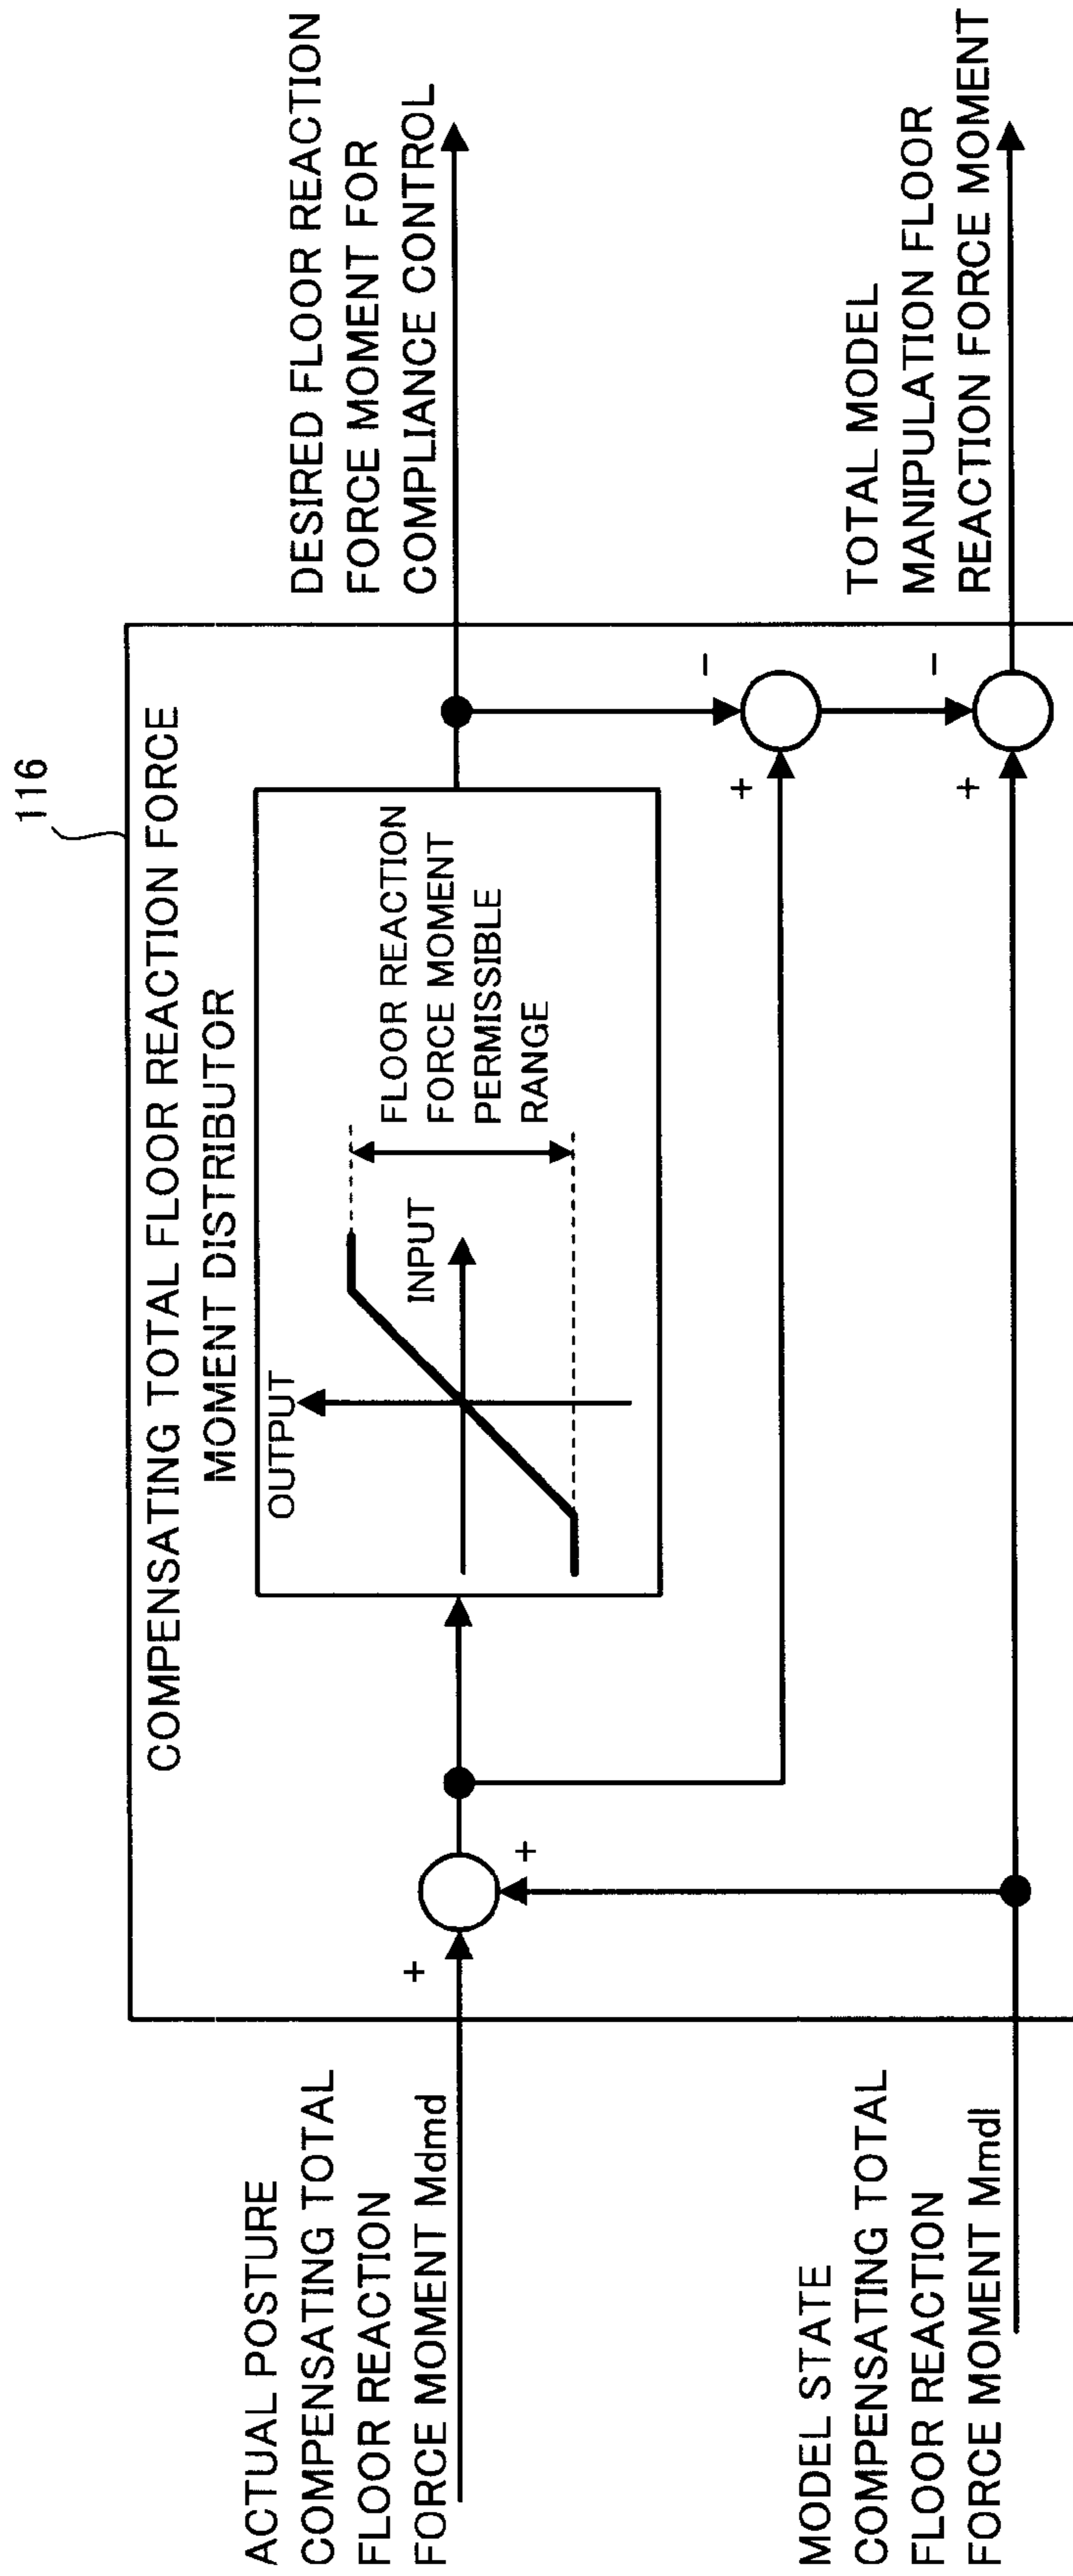 116
COMPENSATING TOTAL FLOOR REACTION FORCE
MOMENT DISTRIBUTOR
ACTUAL POSTURE
COMPENSATING TOTAL
FLOOR REACTION
FORCE MOMENT Mdmd
+
+
OUTPUT
INPUT
FLOOR REACTION
FORCE MOMENT
PERMISSIBLE
RANGE
DESIRED FLOOR REACTION
FORCE MOMENT FOR
COMPLIANCE CONTROL
−
+
−
+
MODEL STATE
COMPENSATING TOTAL
FLOOR REACTION
FORCE MOMENT Mmdl
TOTAL MODEL
MANIPULATION FLOOR
REACTION FORCE MOMENT